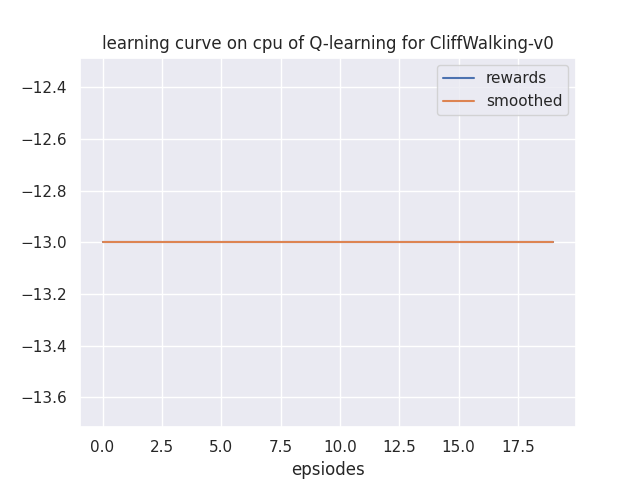 learning curve on cpu of Q-learning for CliffWalking-v0
rewards
smoothed
−12.4
−12.6
−12.8
−13.0
−13.2
−13.4
−13.6
0.0 2.5 5.0 7.5 10.0 12.5 15.0 17.5
epsiodes